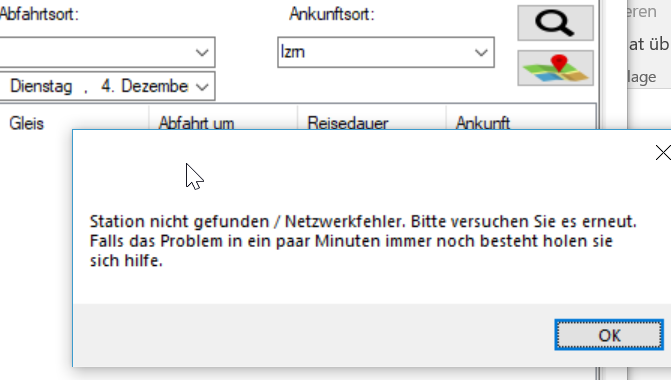 Abfahrtsort:
Ankunftsort:
eren
at üb
lzrn
lage
Dienstag , 4. Dezembe
Gleis
Abfahrt um
Reisedauer
Ankunft
Station nicht gefunden / Netzwerkfehler. Bitte versuchen Sie es erneut.
Falls das Problem in ein paar Minuten immer noch besteht holen sie
sich hilfe.
OK